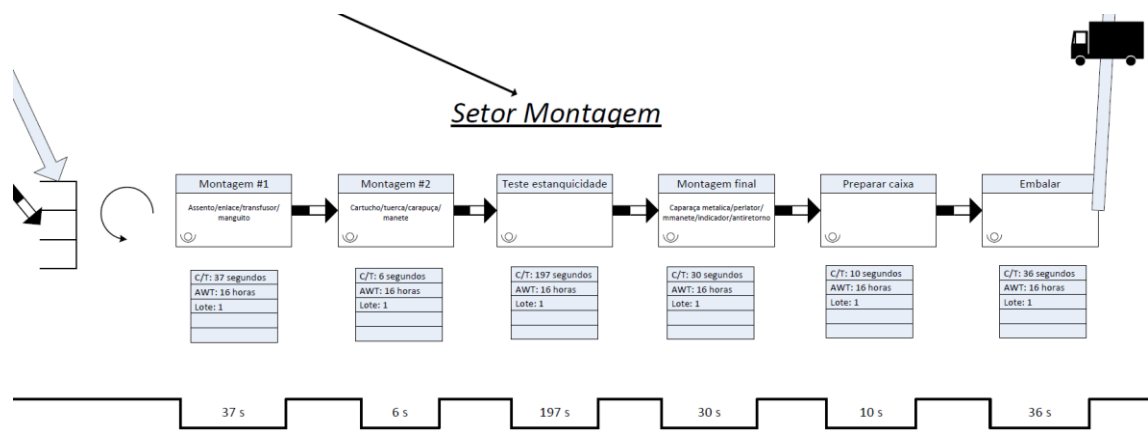 Setor Montagem
Montagem #1
Assento/enlace/transfusor/
manguito
Montagem #2
Cartucho/tuerca/carapuça/
manete
Teste estanquicidade
Montagem final
Caparaça metalica/perlator/
mmanete/indicador/antiretorno
Preparar caixa
Embalar
C/T: 37 segundos
AWT: 16 horas
Lote: 1
C/T: 6 segundos
AWT: 16 horas
Lote: 1
C/T: 197 segundos
AWT: 16 horas
Lote: 1
C/T: 30 segundos
AWT: 16 horas
Lote: 1
C/T: 10 segundos
AWT: 16 horas
Lote: 1
C/T: 36 segundos
AWT: 16 horas
Lote: 1
37 s
6 s
197 s
30 s
10 s
36 s